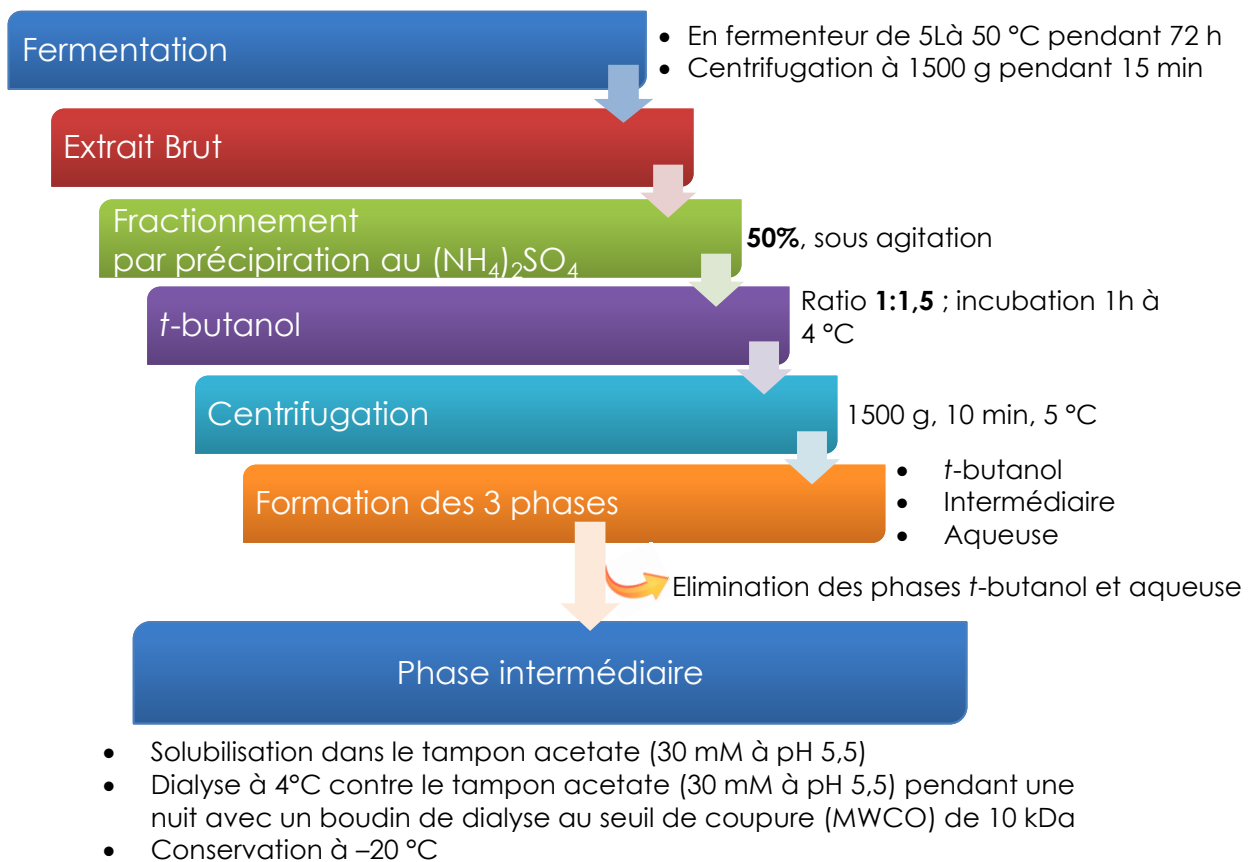 Fermentation
• En fermenteur de 5Là 50 °C pendant 72 h
• Centrifugation à 1500 g pendant 15 min
Extrait Brut
Fractionnement
par précipiration au (NH₄)₂SO₄
50%, sous agitation
t-butanol
Ratio 1:1,5 ; incubation 1h à
4 °C
Centrifugation
1500 g, 10 min, 5 °C
Formation des 3 phases
• t-butanol
• Intermédiaire
• Aqueuse
Elimination des phases t-butanol et aqueuse
Phase intermédiaire
• Solubilisation dans le tampon acetate (30 mM à pH 5,5)
• Dialyse à 4°C contre le tampon acetate (30 mM à pH 5,5) pendant une
nuit avec un boudin de dialyse au seuil de coupure (MWCO) de 10 kDa
• Conservation à –20 °C